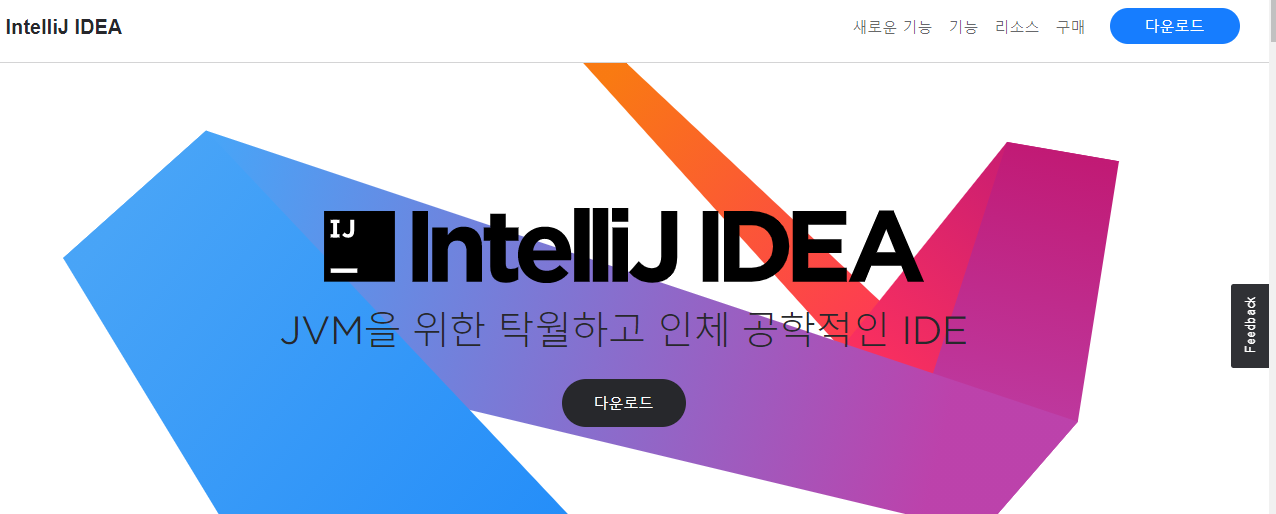 IntelliJ IDEA
새로운 기능 기능 리소스 구매 다운로드
IJ
IntelliJ IDEA
JVM을 위한 탁월하고 인체 공학적인 IDE
다운로드
Feedback